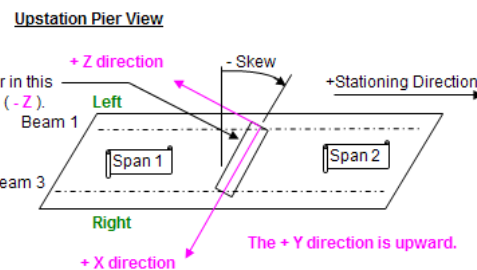 Upstation Pier View
+ Z direction
- Skew
r in this
( - Z ).
+Stationing Direction
Left
Beam 1
Span 1
Span 2
eam 3
Right
The + Y direction is upward.
+ X direction